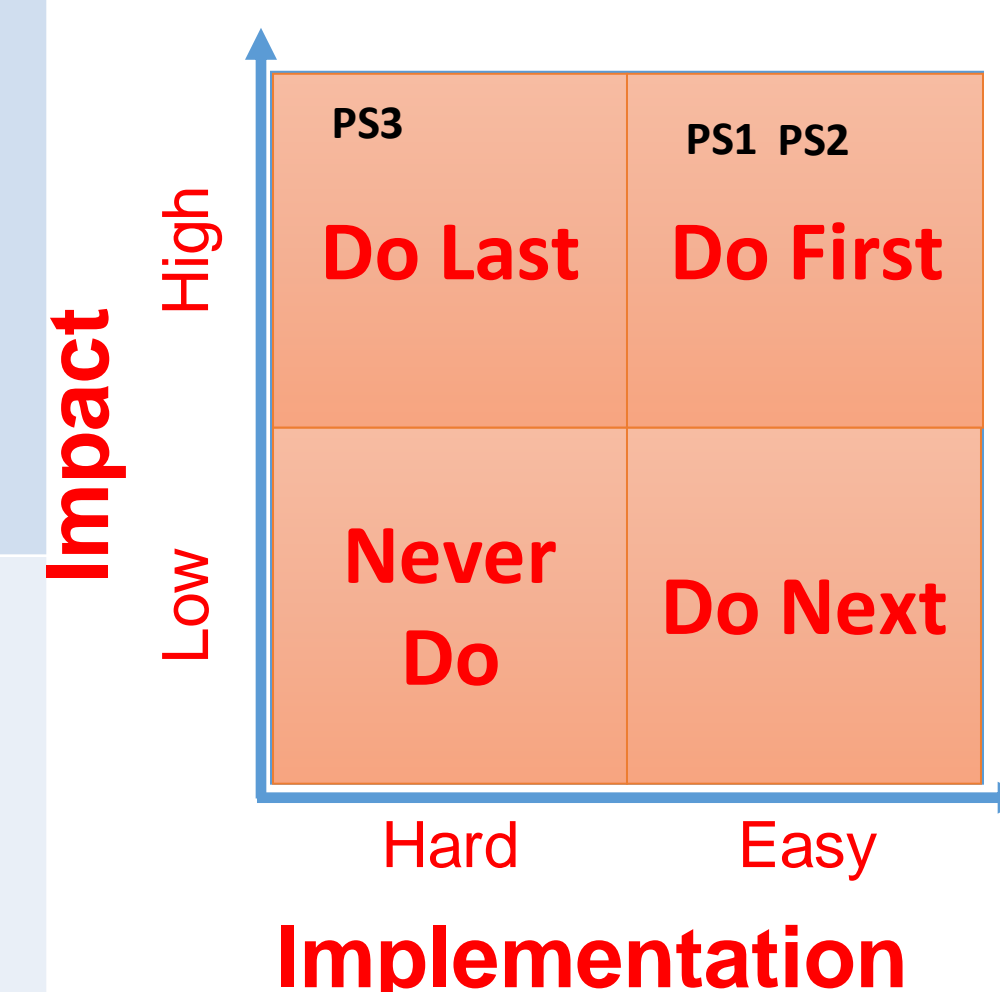 PS3
PS1 PS2
Do Last
Do First
High
Impact
Never
Do
Do Next
Low
Hard
Easy
Implementation